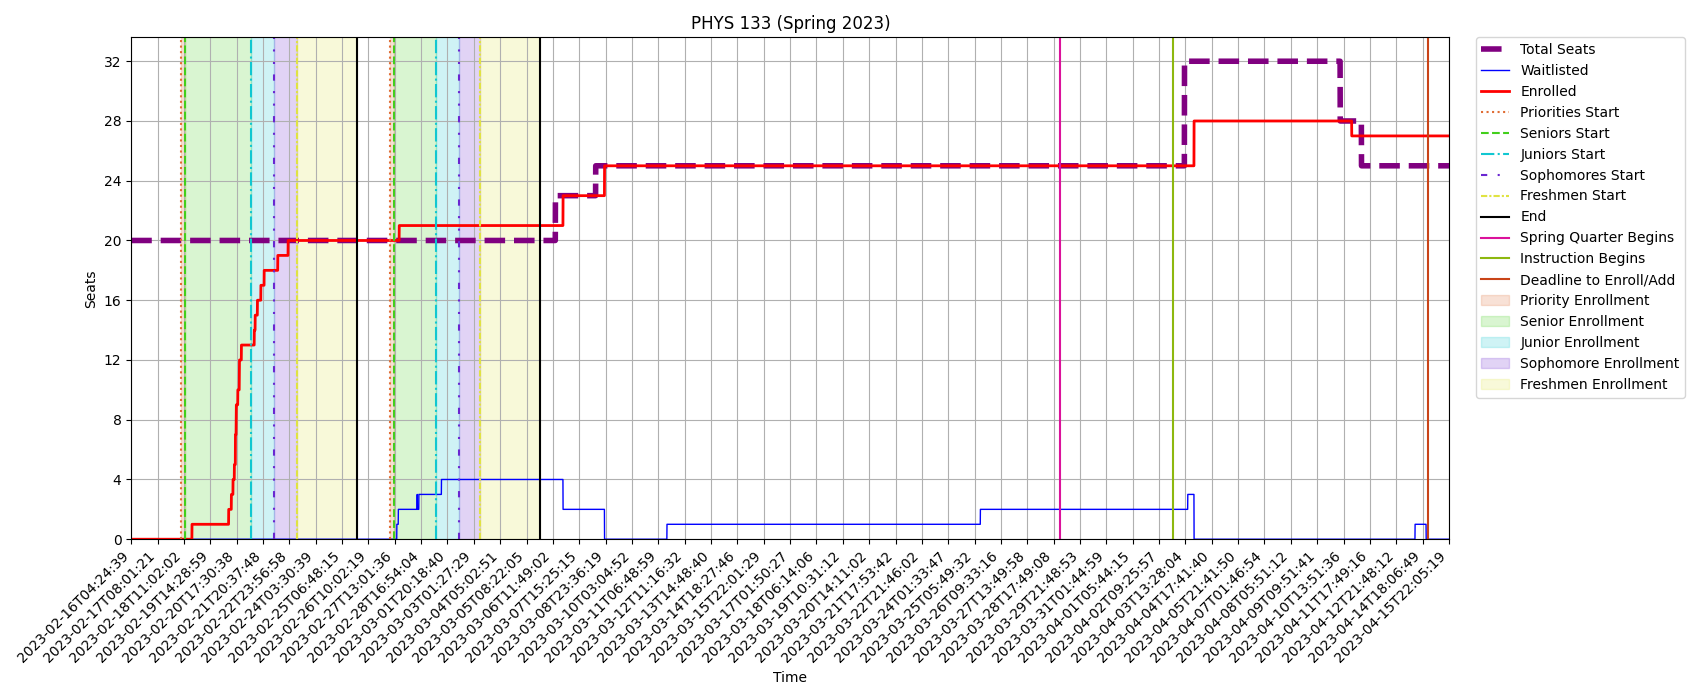 PHYS 133 (Spring 2023)
Seats
32
28
24
20
16
12
8
4
0
2023-02-16T04:24:39
2023-02-17T08:01:21
2023-02-18T11:02:02
2023-02-19T14:28:59
2023-02-20T17:30:38
2023-02-21T20:37:48
2023-02-22T23:56:58
2023-02-24T03:30:39
2023-02-25T06:48:15
2023-02-26T10:02:19
2023-02-27T13:01:36
2023-02-28T16:54:04
2023-03-01T20:18:40
2023-03-03T01:27:29
2023-03-04T05:02:51
2023-03-05T08:22:05
2023-03-06T11:49:02
2023-03-07T15:25:15
2023-03-08T23:36:19
2023-03-10T03:04:52
2023-03-11T06:48:59
2023-03-12T11:16:32
2023-03-13T14:48:40
2023-03-14T18:27:46
2023-03-15T22:01:29
2023-03-17T01:50:27
2023-03-18T06:14:06
2023-03-19T10:31:12
2023-03-20T14:11:02
2023-03-21T17:53:42
2023-03-22T21:46:02
2023-03-24T01:33:47
2023-03-25T05:49:32
2023-03-26T09:33:16
2023-03-27T13:49:58
2023-03-28T17:49:08
2023-03-29T21:48:53
2023-03-31T01:44:59
2023-04-01T05:44:15
2023-04-02T09:25:57
2023-04-03T13:28:04
2023-04-04T17:41:40
2023-04-05T21:41:50
2023-04-07T01:46:54
2023-04-08T05:51:12
2023-04-09T09:51:41
2023-04-10T13:51:36
2023-04-11T17:49:16
2023-04-12T21:48:12
2023-04-14T18:06:49
2023-04-15T22:05:19
Time
Total Seats
Waitlisted
Enrolled
Priorities Start
Seniors Start
Juniors Start
Sophomores Start
Freshmen Start
End
Spring Quarter Begins
Instruction Begins
Deadline to Enroll/Add
Priority Enrollment
Senior Enrollment
Junior Enrollment
Sophomore Enrollment
Freshmen Enrollment